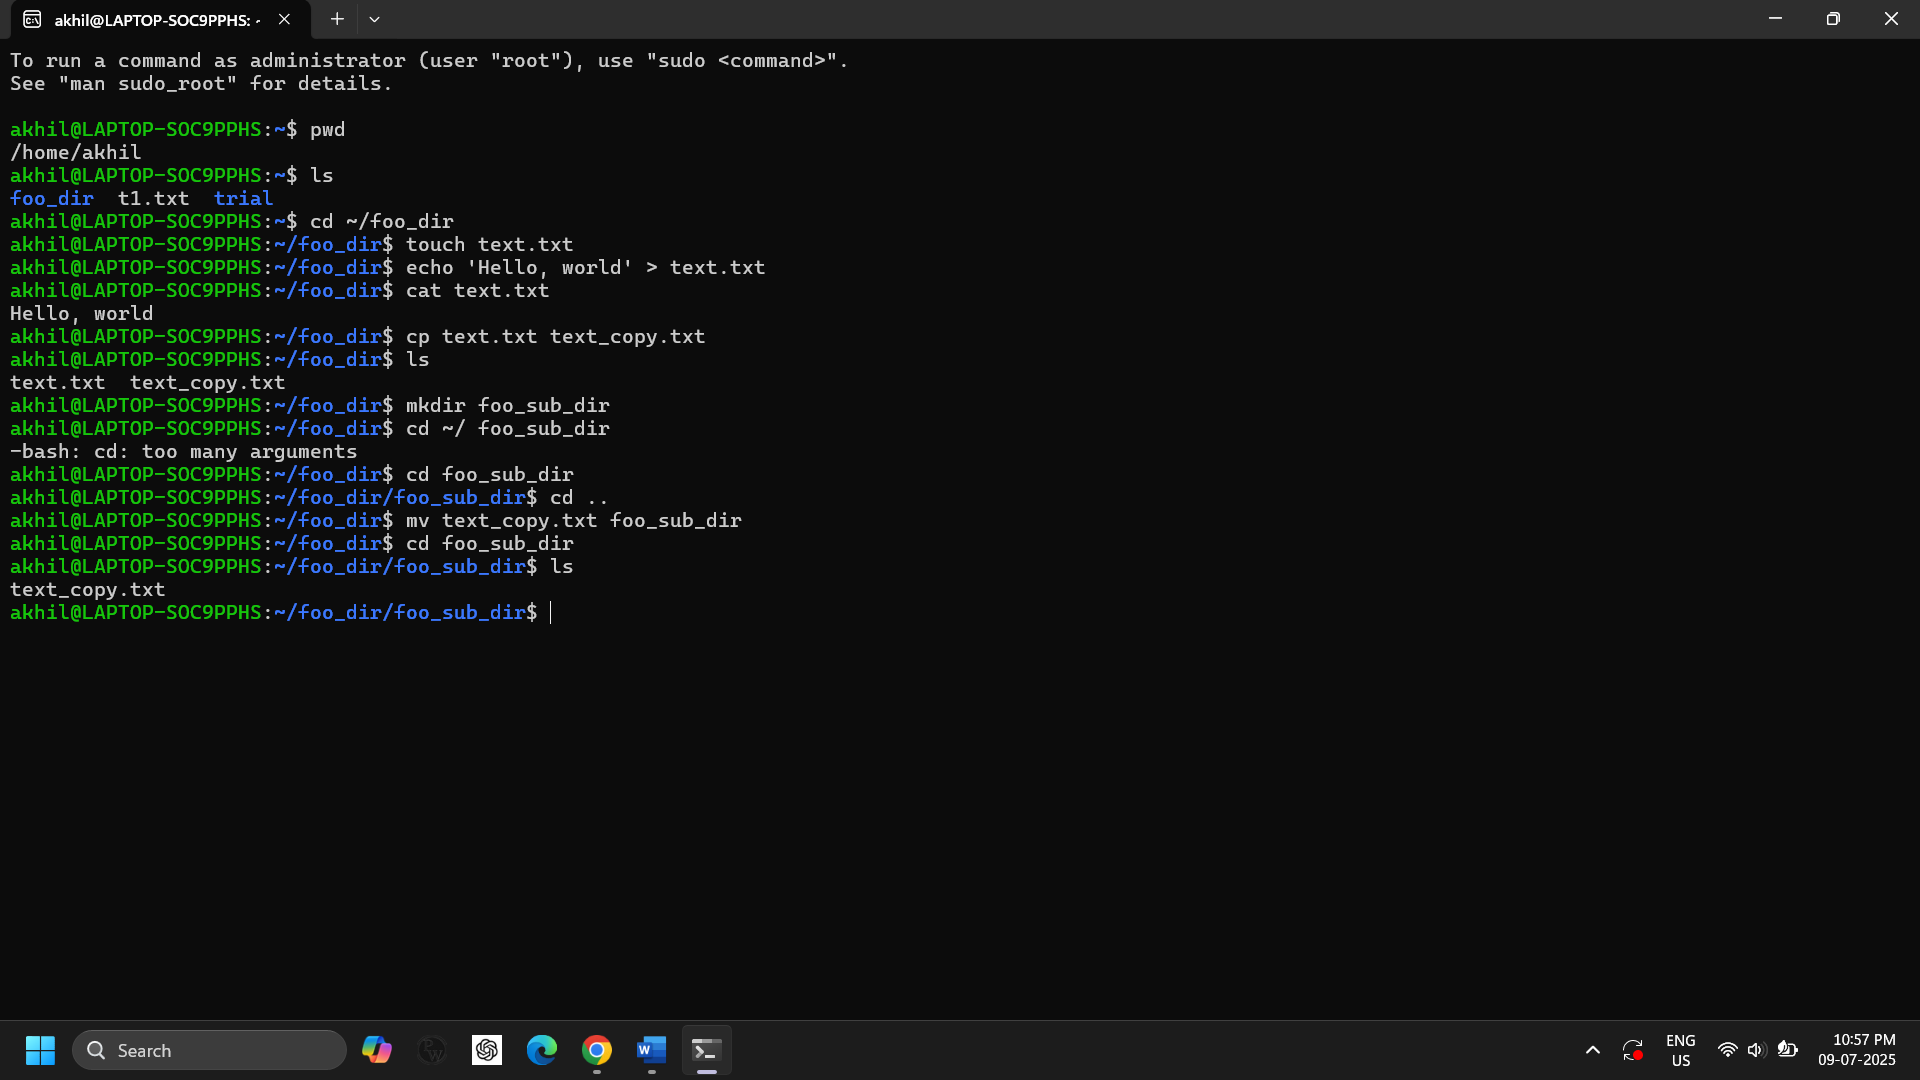 akhil@LAPTOP-SOC9PPHS: ~
To run a command as administrator (user "root"), use "sudo <command>".
See "man sudo_root" for details.
akhil@LAPTOP-SOC9PPHS:~$ pwd
/home/akhil
akhil@LAPTOP-SOC9PPHS:~$ ls
foo_dir  t1.txt  trial
akhil@LAPTOP-SOC9PPHS:~$ cd ~/foo_dir
akhil@LAPTOP-SOC9PPHS:~/foo_dir$ touch text.txt
akhil@LAPTOP-SOC9PPHS:~/foo_dir$ echo 'Hello, world' > text.txt
akhil@LAPTOP-SOC9PPHS:~/foo_dir$ cat text.txt
Hello, world
akhil@LAPTOP-SOC9PPHS:~/foo_dir$ cp text.txt text_copy.txt
akhil@LAPTOP-SOC9PPHS:~/foo_dir$ ls
text.txt  text_copy.txt
akhil@LAPTOP-SOC9PPHS:~/foo_dir$ mkdir foo_sub_dir
akhil@LAPTOP-SOC9PPHS:~/foo_dir$ cd ~/ foo_sub_dir
-bash: cd: too many arguments
akhil@LAPTOP-SOC9PPHS:~/foo_dir$ cd foo_sub_dir
akhil@LAPTOP-SOC9PPHS:~/foo_dir/foo_sub_dir$ cd ..
akhil@LAPTOP-SOC9PPHS:~/foo_dir$ mv text_copy.txt foo_sub_dir
akhil@LAPTOP-SOC9PPHS:~/foo_dir$ cd foo_sub_dir
akhil@LAPTOP-SOC9PPHS:~/foo_dir/foo_sub_dir$ ls
text_copy.txt
akhil@LAPTOP-SOC9PPHS:~/foo_dir/foo_sub_dir$
Search
ENG
US
10:57 PM
09-07-2025